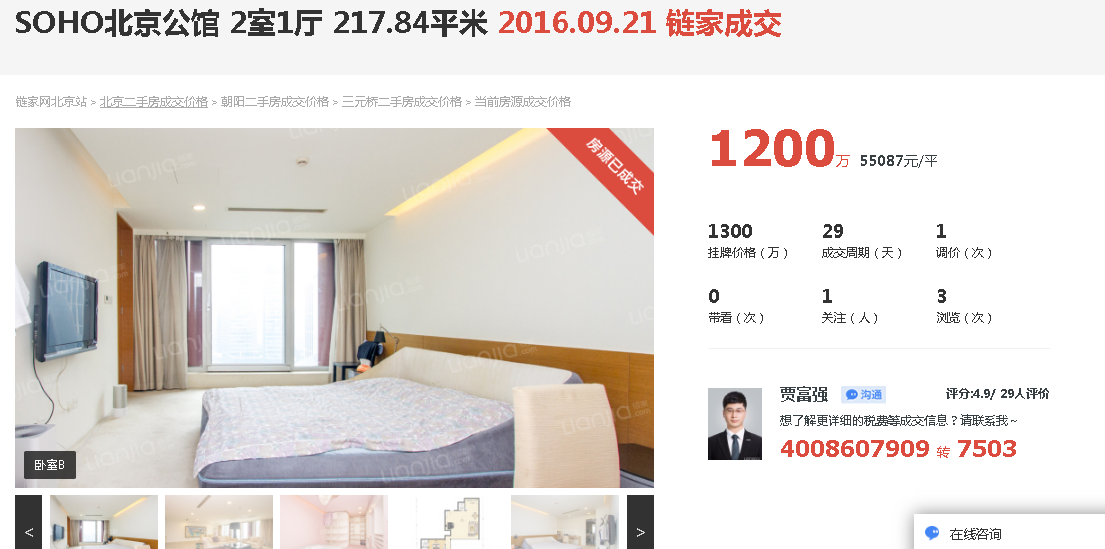 SOHO北京公馆 2室1厅 217.84平米 2016.09.21 链家成交
链家网北京站 > 北京二手房成交价格 > 朝阳二手房成交价格 > 三元桥二手房成交价格 > 当前房源成交价格
房源已成交
lianjia
卧室B
<
>
1200万 55087元/平
1300 29 1
挂牌价格（万） 成交周期（天） 调价（次）
0 1 3
带看（次） 关注（人） 浏览（次）
贾富强 沟通 评分:4.9/ 29人评价
想了解更详细的税费等成交信息？请联系我~
4008607909 转 7503
在线咨询